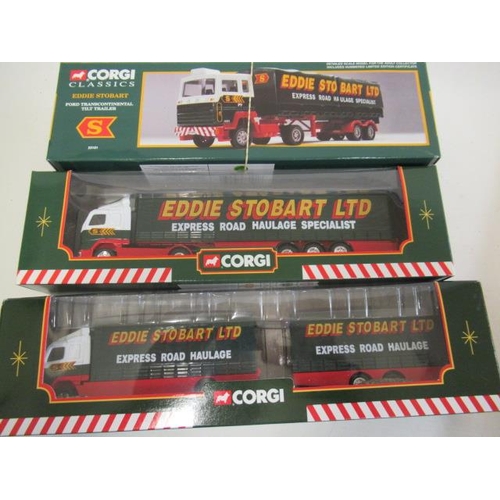 CORGI
CLASSICS
EDDIE STOBART
FORD TRANSCONTINENTAL
TILT TRAILER
S
S
EDDIE STOBART LTD
EXPRESS ROAD HAULAGE SPECIALIST
EDDIE STOBART LTD
EXPRESS ROAD HAULAGE SPECIALIST
CORGI
EDDIE STOBART LTD
EXPRESS ROAD HAULAGE
EDDIE STOBART LTD
EXPRESS ROAD HAULAGE
CORGI